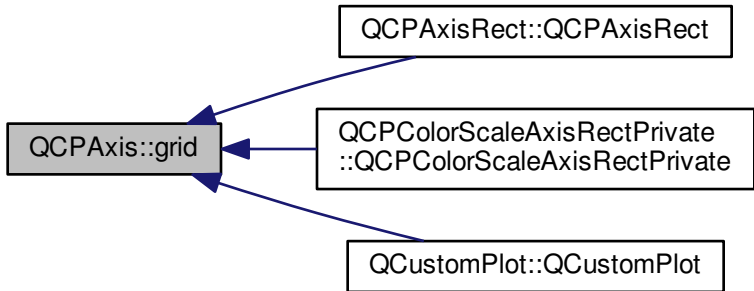 QCPAxisRect::QCPAxisRect
QCPAxis::grid
QCPColorScaleAxisRectPrivate
::QCPColorScaleAxisRectPrivate
QCustomPlot::QCustomPlot